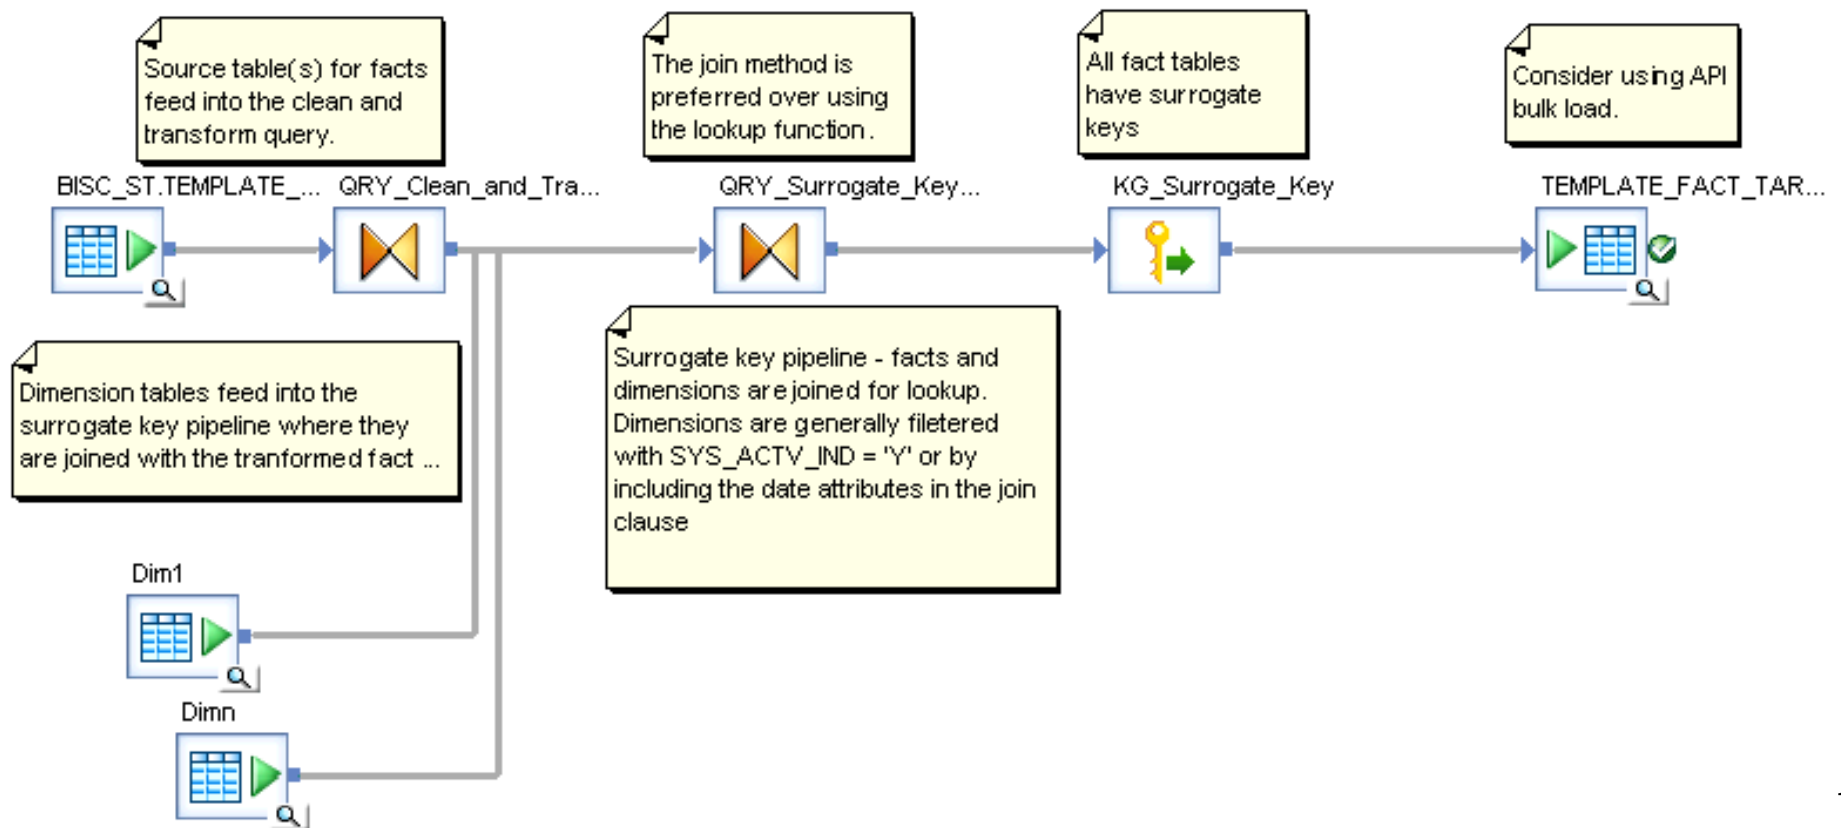 Source table(s) for facts
feed into the clean and
transform query.
The join method is
preferred over using
the lookup function.
All fact tables
have surrogate
keys
Consider using API
bulk load.
BISC_ST.TEMPLATE_...
QRY_Clean_and_Tra...
QRY_Surrogate_Key...
KG_Surrogate_Key
TEMPLATE_FACT_TAR...
Dimension tables feed into the
surrogate key pipeline where they
are joined with the tranformed fact ...
Surrogate key pipeline - facts and
dimensions are joined for lookup.
Dimensions are generally filetered
with SYS_ACTV_IND = 'Y' or by
including the date attributes in the join
clause
Dim1
Dimn